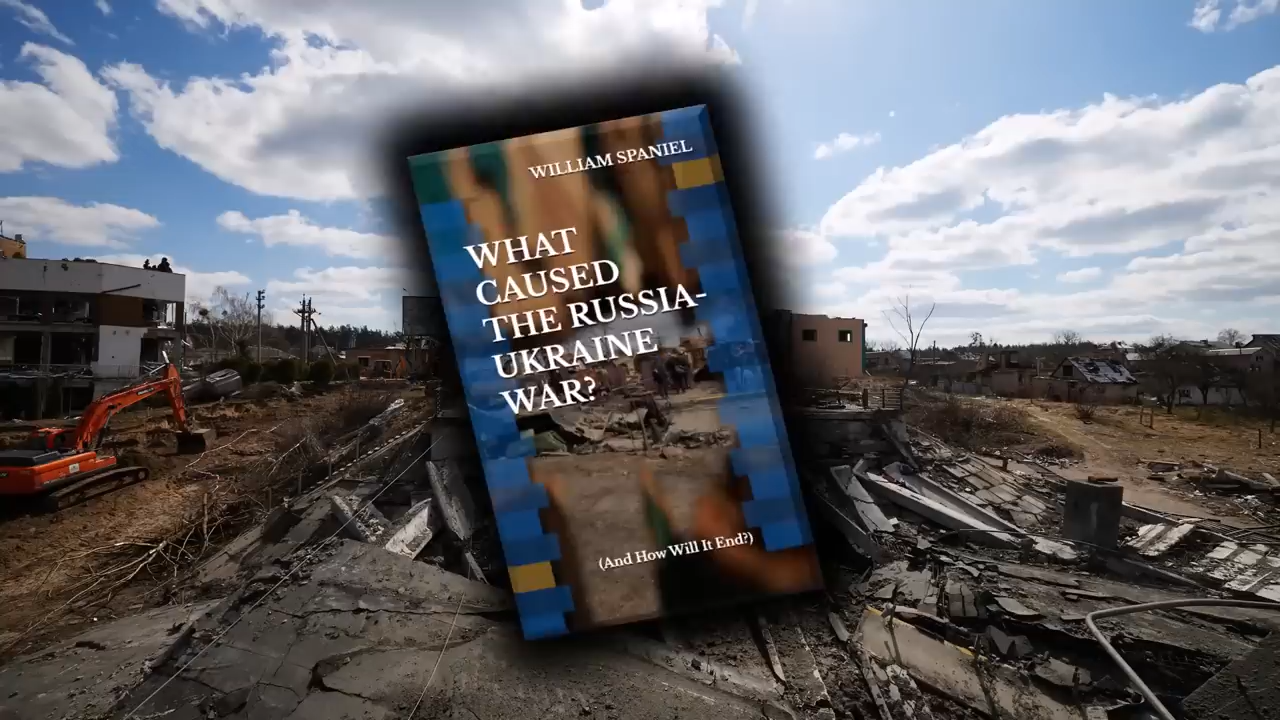 WILLIAM SPANIEL
WHAT
CAUSED
THE RUSSIA-
UKRAINE
WAR?
(And How Will It End?)